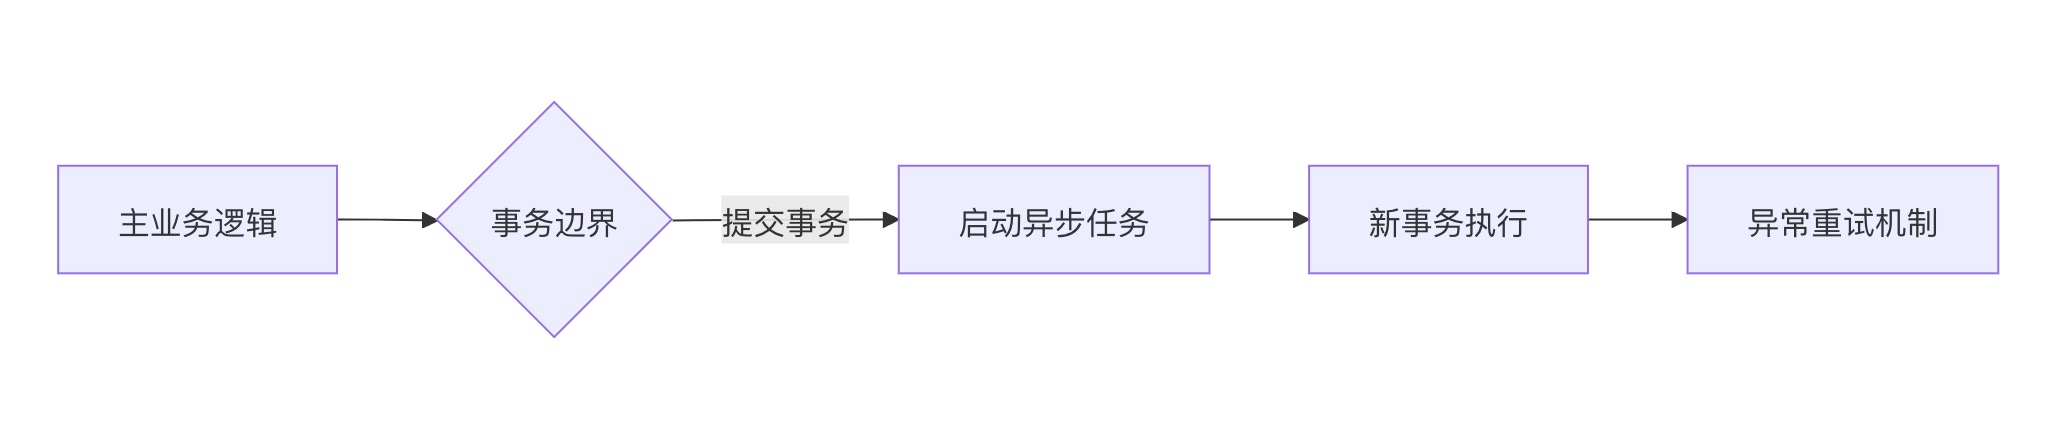 主业务逻辑
事务边界
提交事务
启动异步任务
新事务执行
异常重试机制